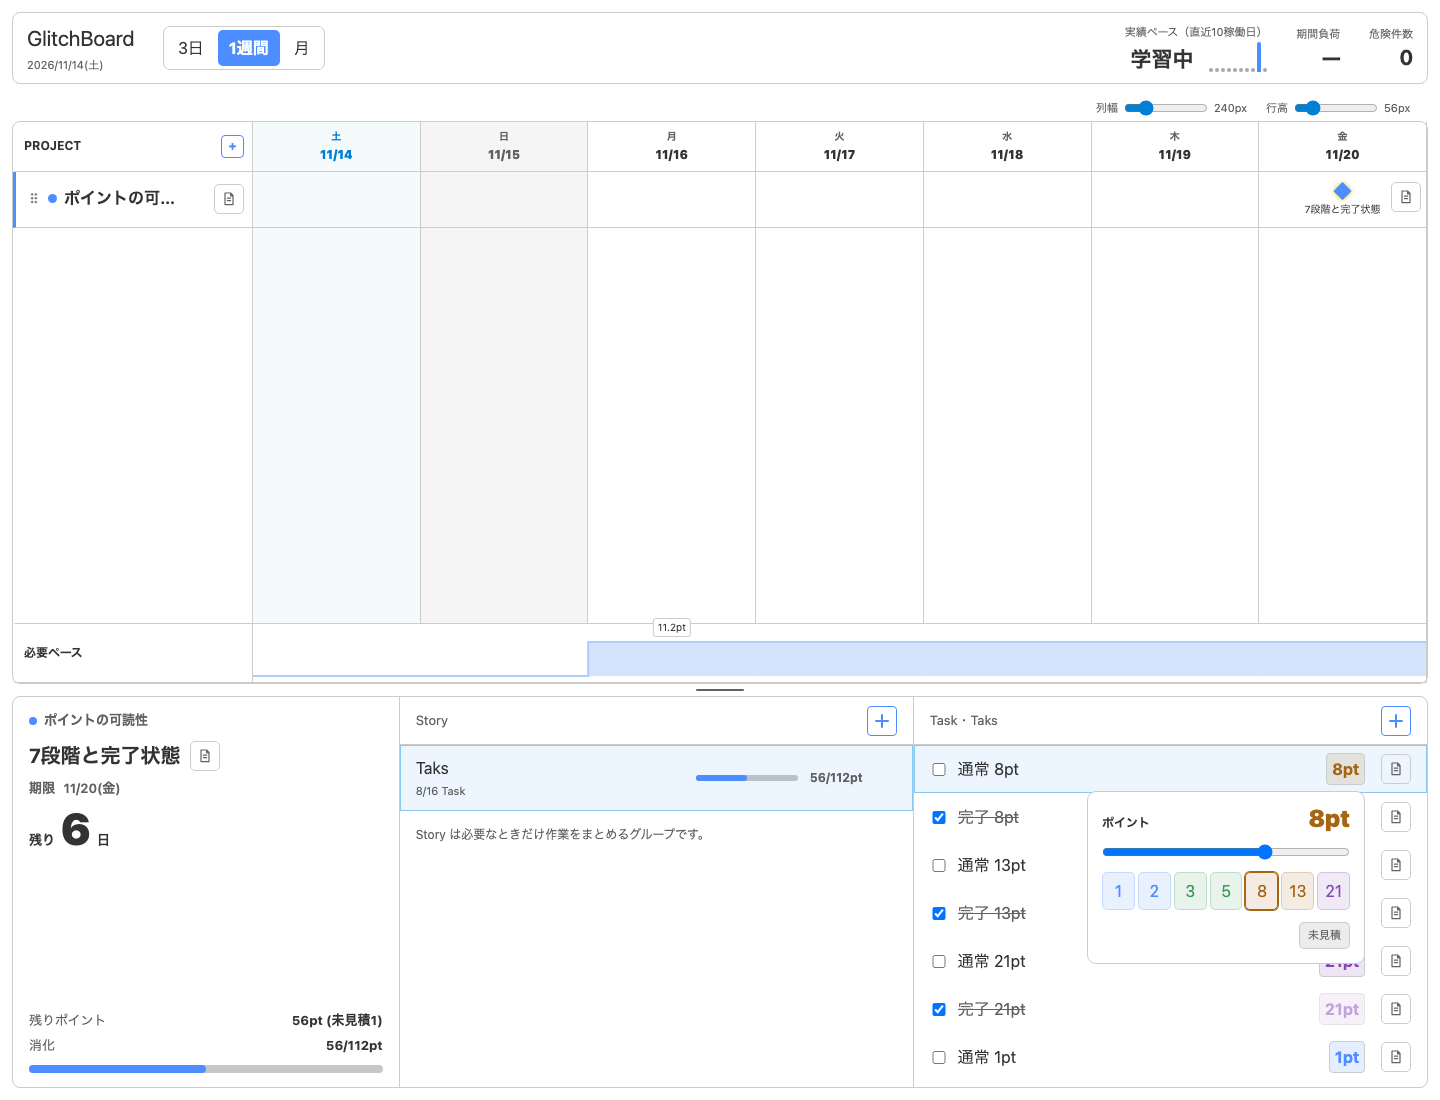 GlitchBoard
2026/11/14(土)
3日
1週間
月
実績ペース（直近10稼働日）
学習中
期間負荷
—
危険件数
0
列幅
240px
行高
56px
PROJECT
+
土
11/14
日
11/15
月
11/16
火
11/17
水
11/18
木
11/19
金
11/20
ポイントの可...
7段階と完了状態
必要ペース
11.2pt
ポイントの可読性
7段階と完了状態
期限 11/20(金)
残り 6 日
残りポイント
56pt (未見積1)
消化
56/112pt
Story
+
Taks
8/16 Task
56/112pt
Story は必要なときだけ作業をまとめるグループです。
Task・Taks
+
通常 8pt
8pt
完了 8pt
通常 13pt
完了 13pt
通常 21pt
21pt
完了 21pt
21pt
通常 1pt
1pt
ポイント
8pt
1
2
3
5
8
13
21
未見積